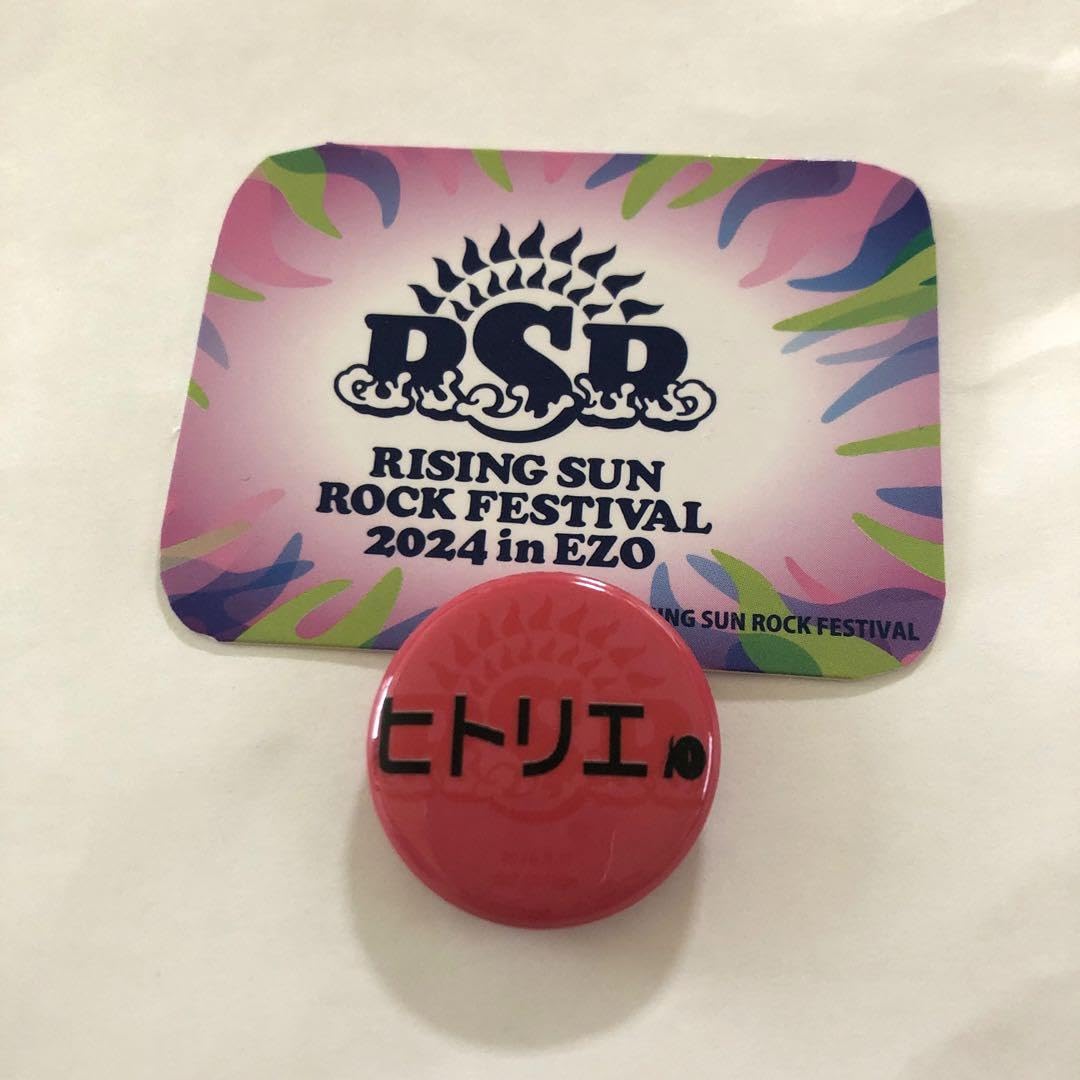 RSR
RISING SUN
ROCK FESTIVAL
2024 in EZO
ING SUN ROCK FESTIVAL
ヒトリエ